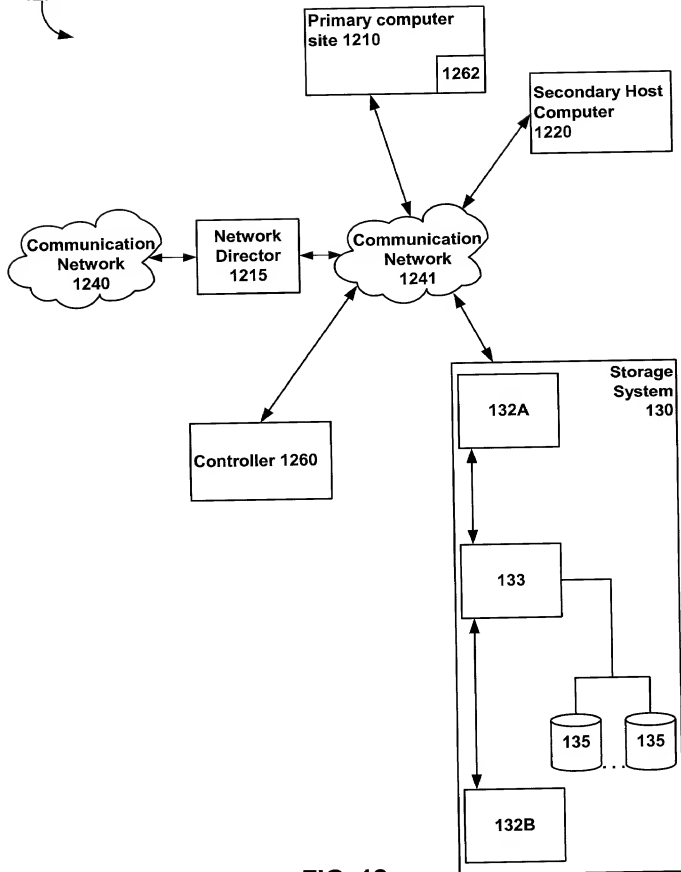 Primary computer
site 1210
1262
Secondary Host
Computer
1220
Communication
Network
1240
Network
Director
1215
Communication
Network
1241
Storage
System
130
132A
Controller 1260
133
135
...
135
132B